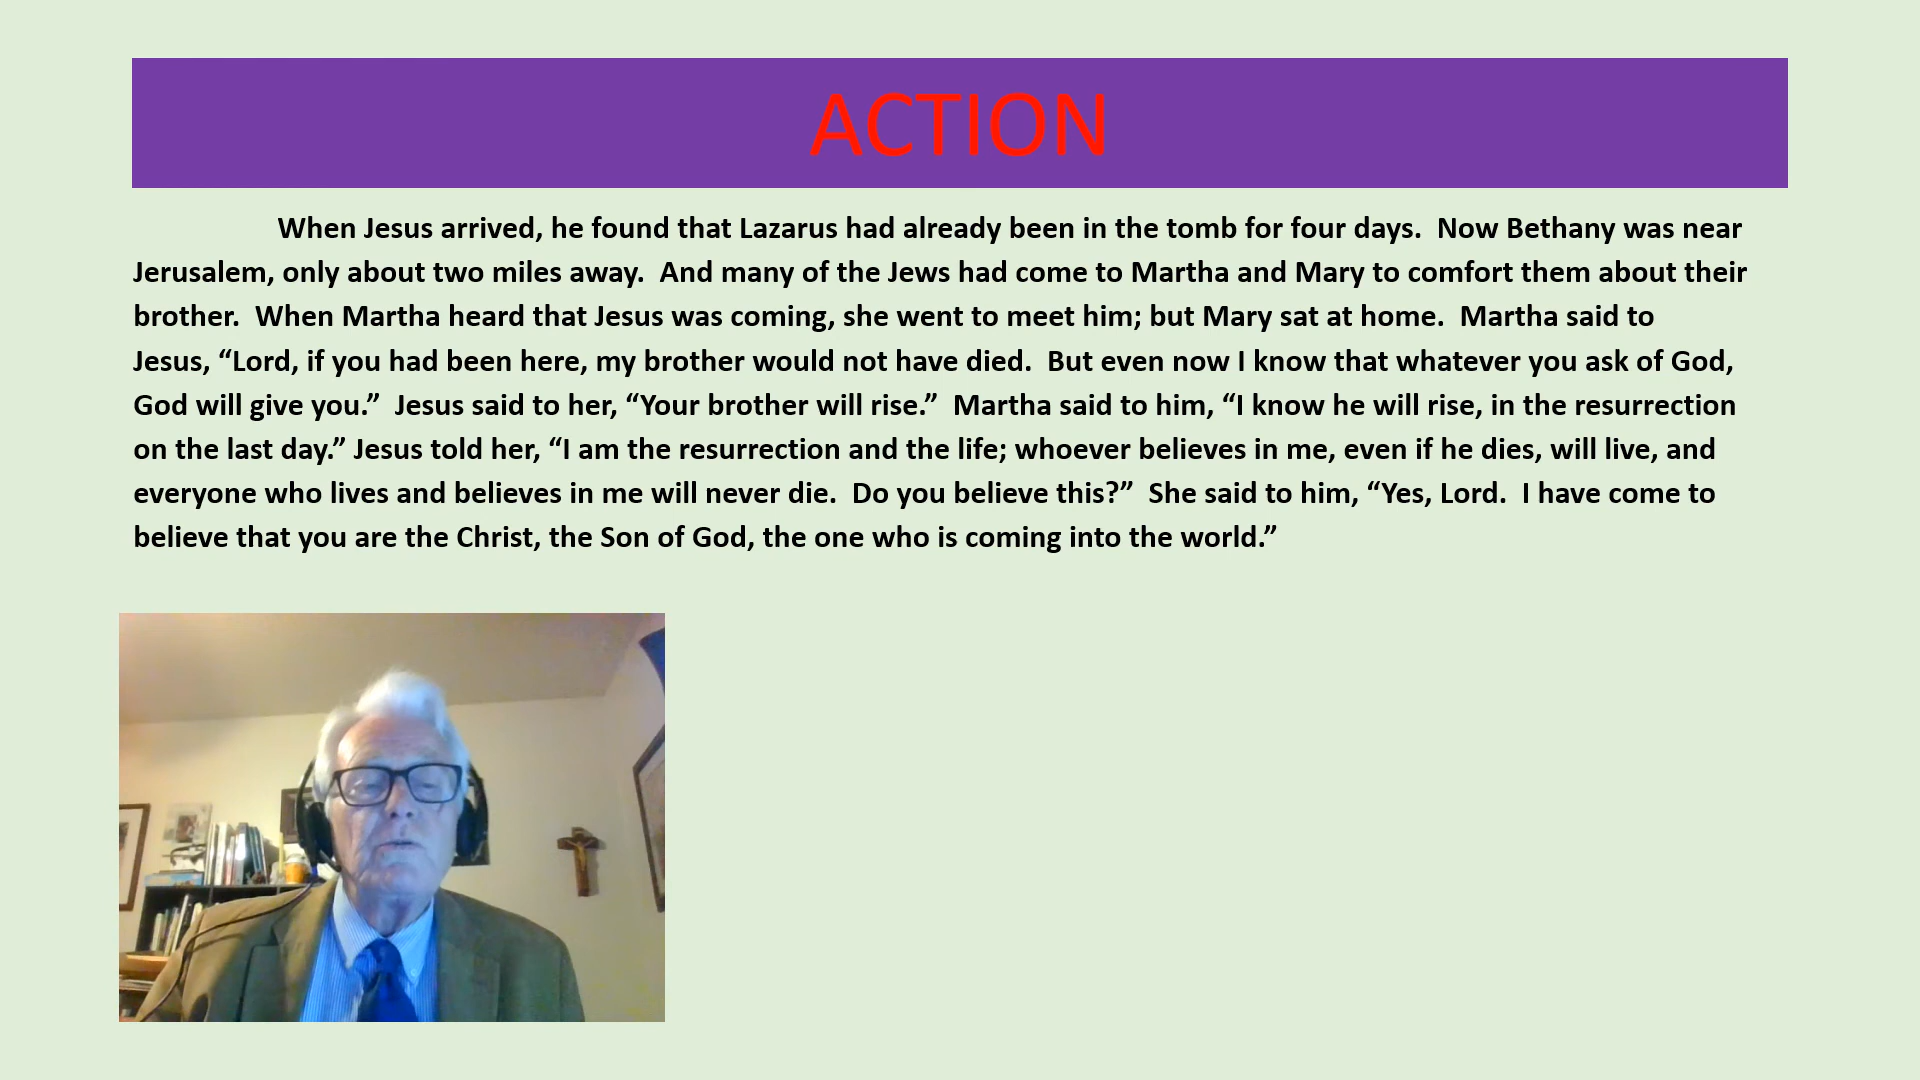 ACTION
When Jesus arrived, he found that Lazarus had already been in the tomb for four days.  Now Bethany was near
Jerusalem, only about two miles away.  And many of the Jews had come to Martha and Mary to comfort them about their
brother.  When Martha heard that Jesus was coming, she went to meet him; but Mary sat at home.  Martha said to
Jesus, “Lord, if you had been here, my brother would not have died.  But even now I know that whatever you ask of God,
God will give you.”  Jesus said to her, “Your brother will rise.”  Martha said to him, “I know he will rise, in the resurrection
on the last day.” Jesus told her, “I am the resurrection and the life; whoever believes in me, even if he dies, will live, and
everyone who lives and believes in me will never die.  Do you believe this?”  She said to him, “Yes, Lord.  I have come to
believe that you are the Christ, the Son of God, the one who is coming into the world.”